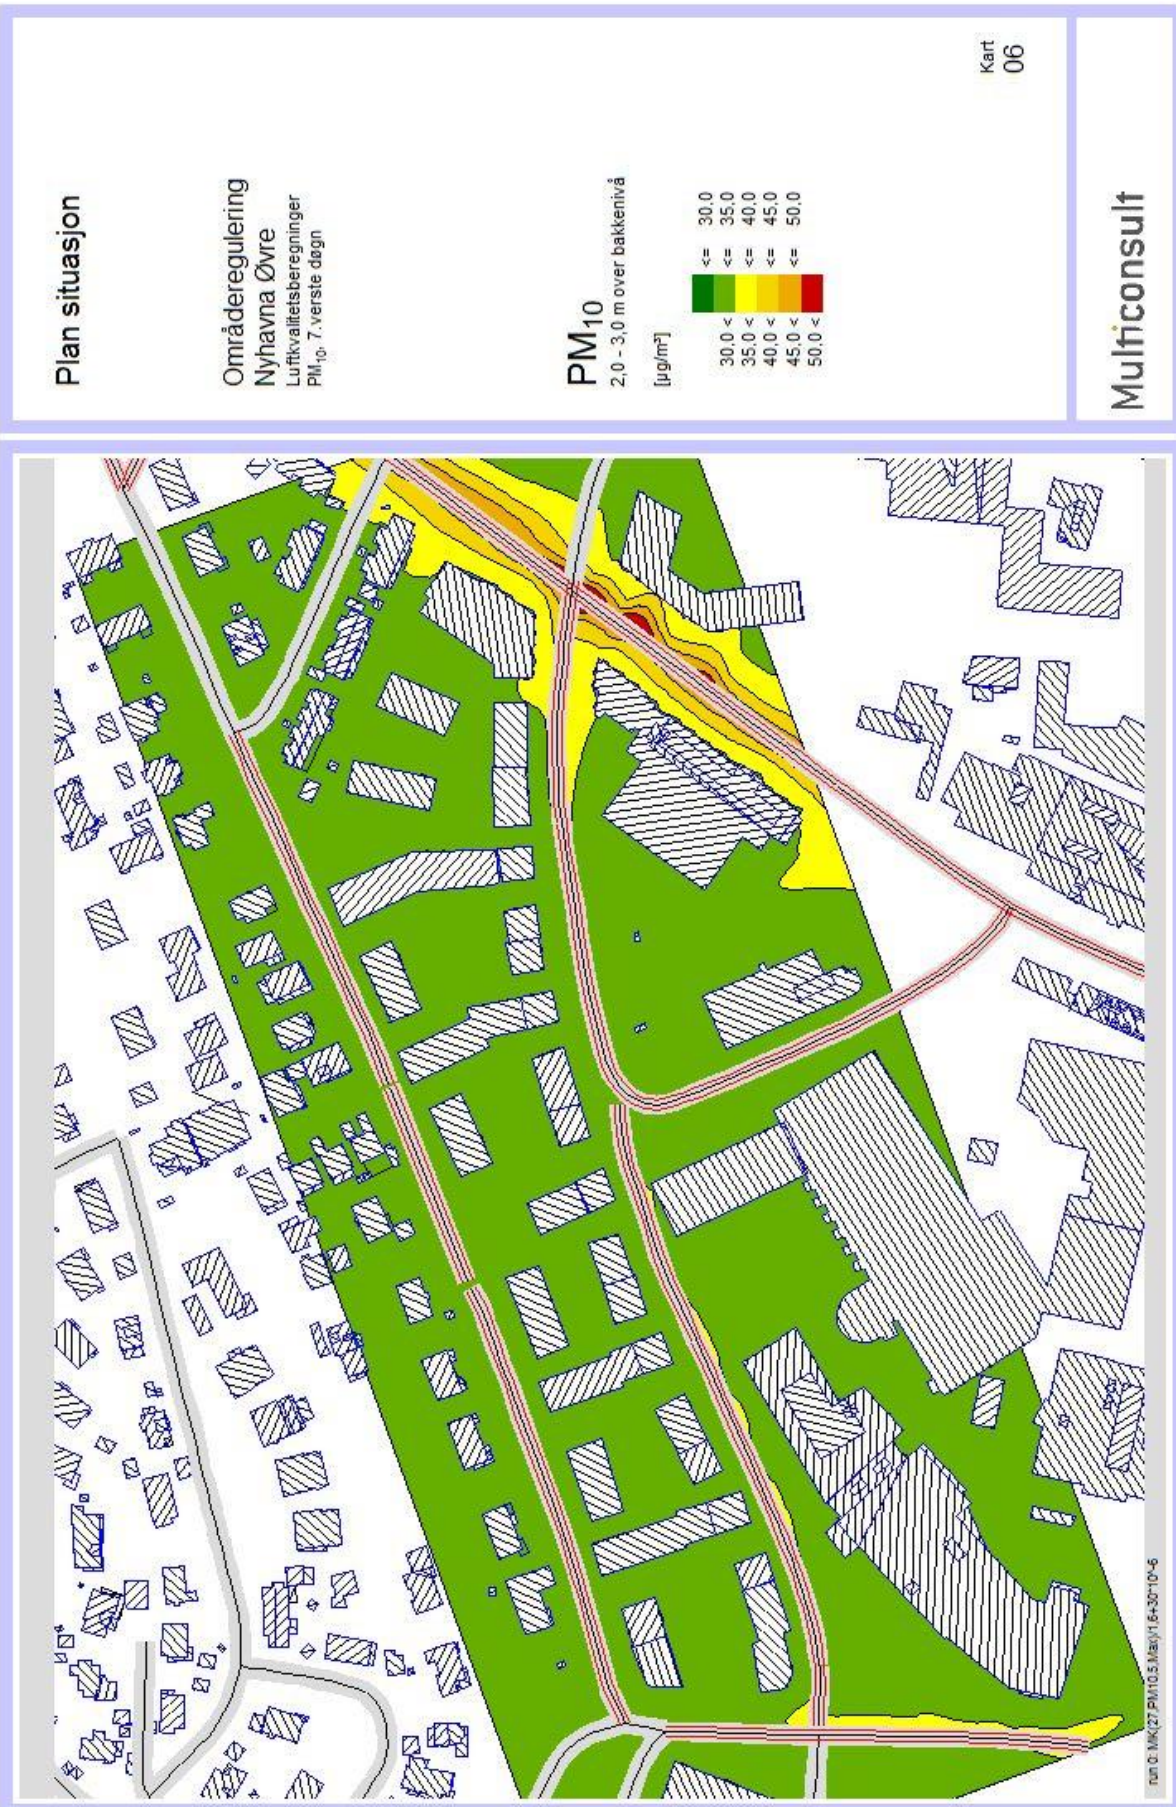 Plan situasjon
Områderegulering
Nyhavna Øvre
Luftkvalitetsberegninger
PM₁₀, 7. verste døgn
PM₁₀
2,0 - 3,0 m over bakkenivå
[µg/m³]
<= 30.0
30.0 < <= 35.0
35.0 < <= 40.0
40.0 < <= 45.0
45.0 < <= 50.0
50.0 <
Kart
06
Multiconsult